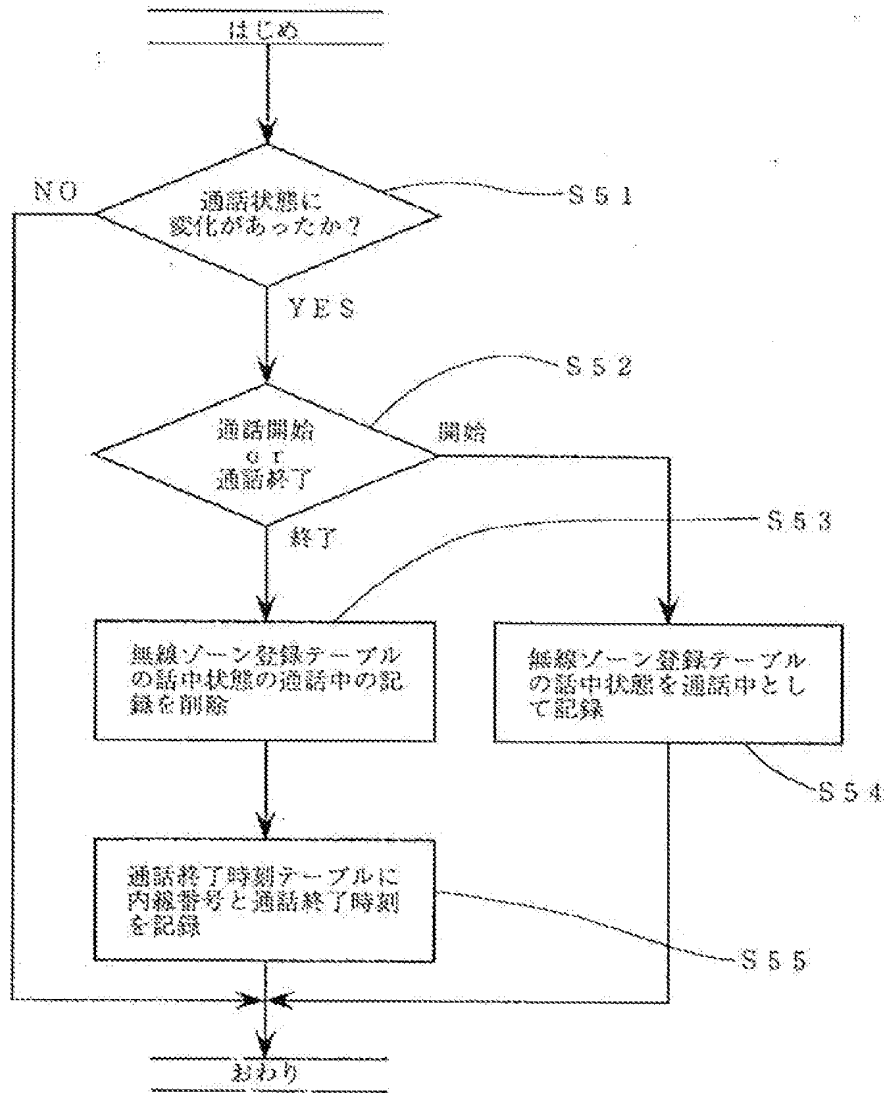 はじめ
NO
通話状態に
変化があったか?
S51
YES
S52
通話開始
or
通話終了
開始
終了
S53
無線ゾーン登録テーブル
の話中状態の通話中の記
録を削除
無線ゾーン登録テーブル
の話中状態を通話中とし
て記録
S54
通話終了時刻テーブルに
内線番号と通話終了時刻
を記録
S55
おわり